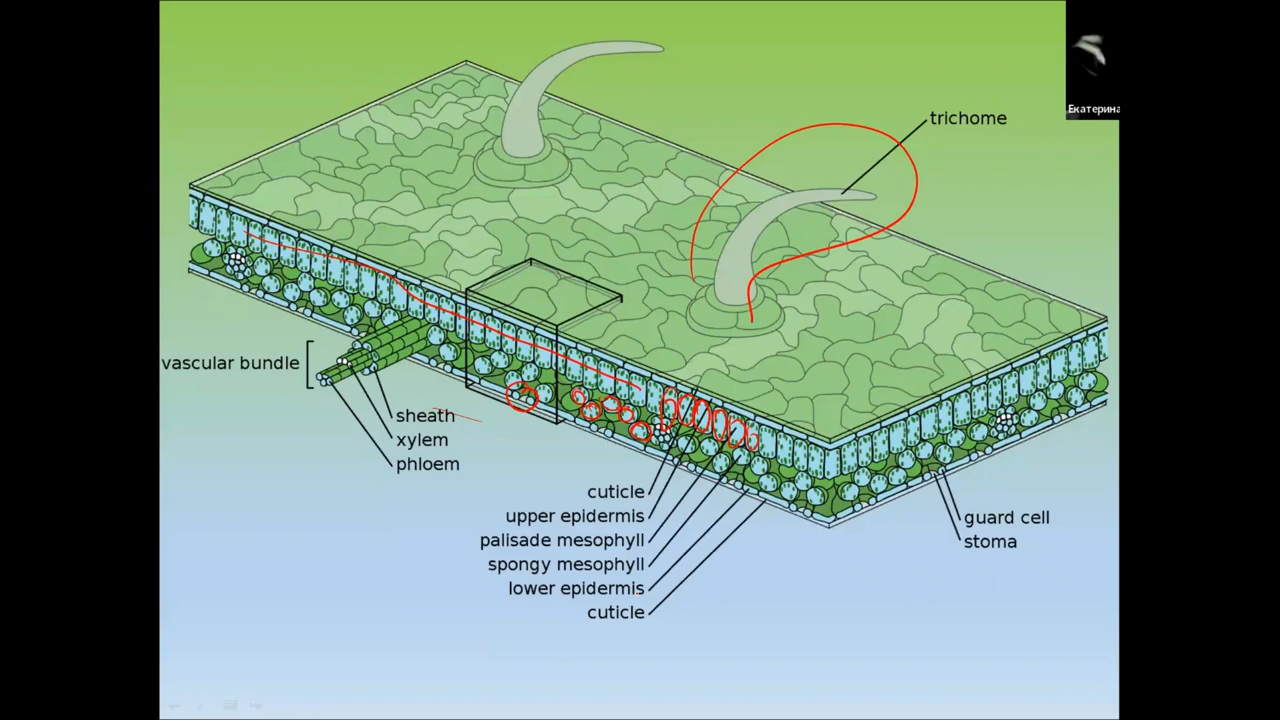 Екатерина
trichome
vascular bundle
sheath
xylem
phloem
cuticle
upper epidermis
palisade mesophyll
spongy mesophyll
lower epidermis
cuticle
guard cell
stoma